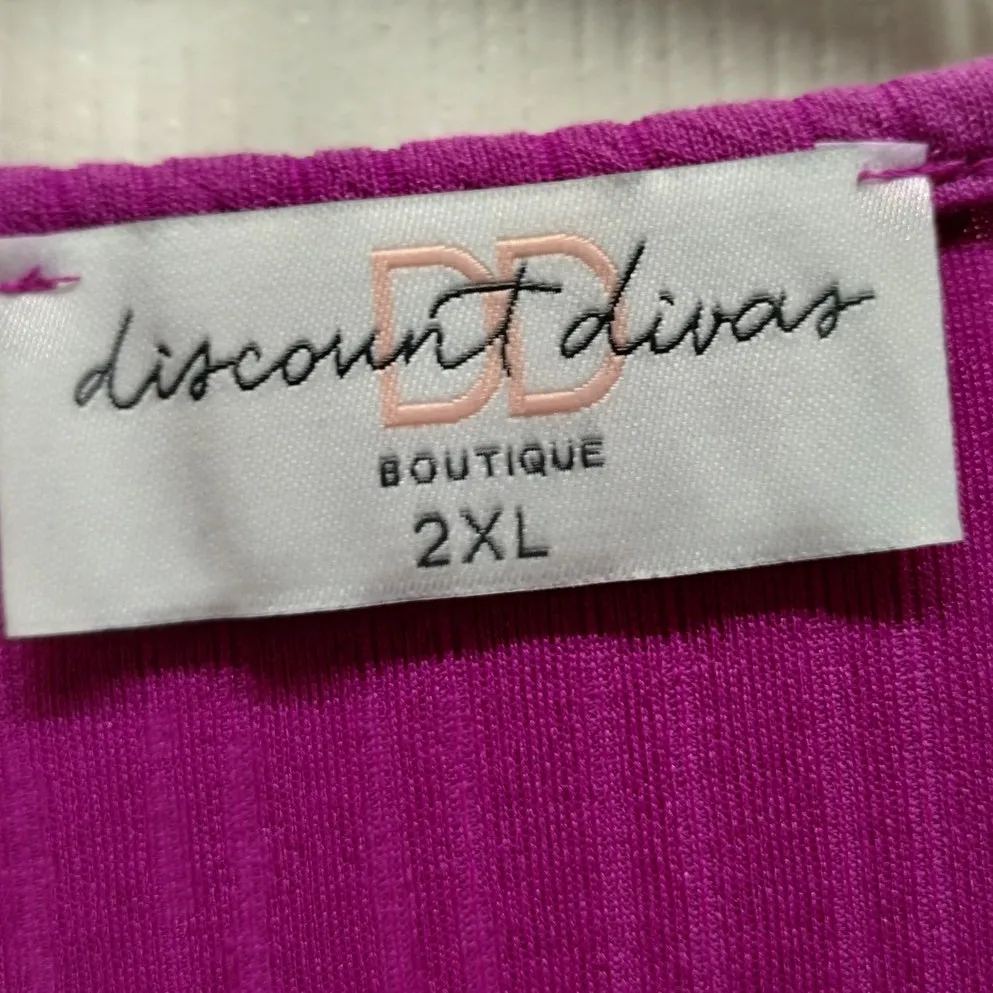 DD
discount divas
BOUTIQUE
2XL